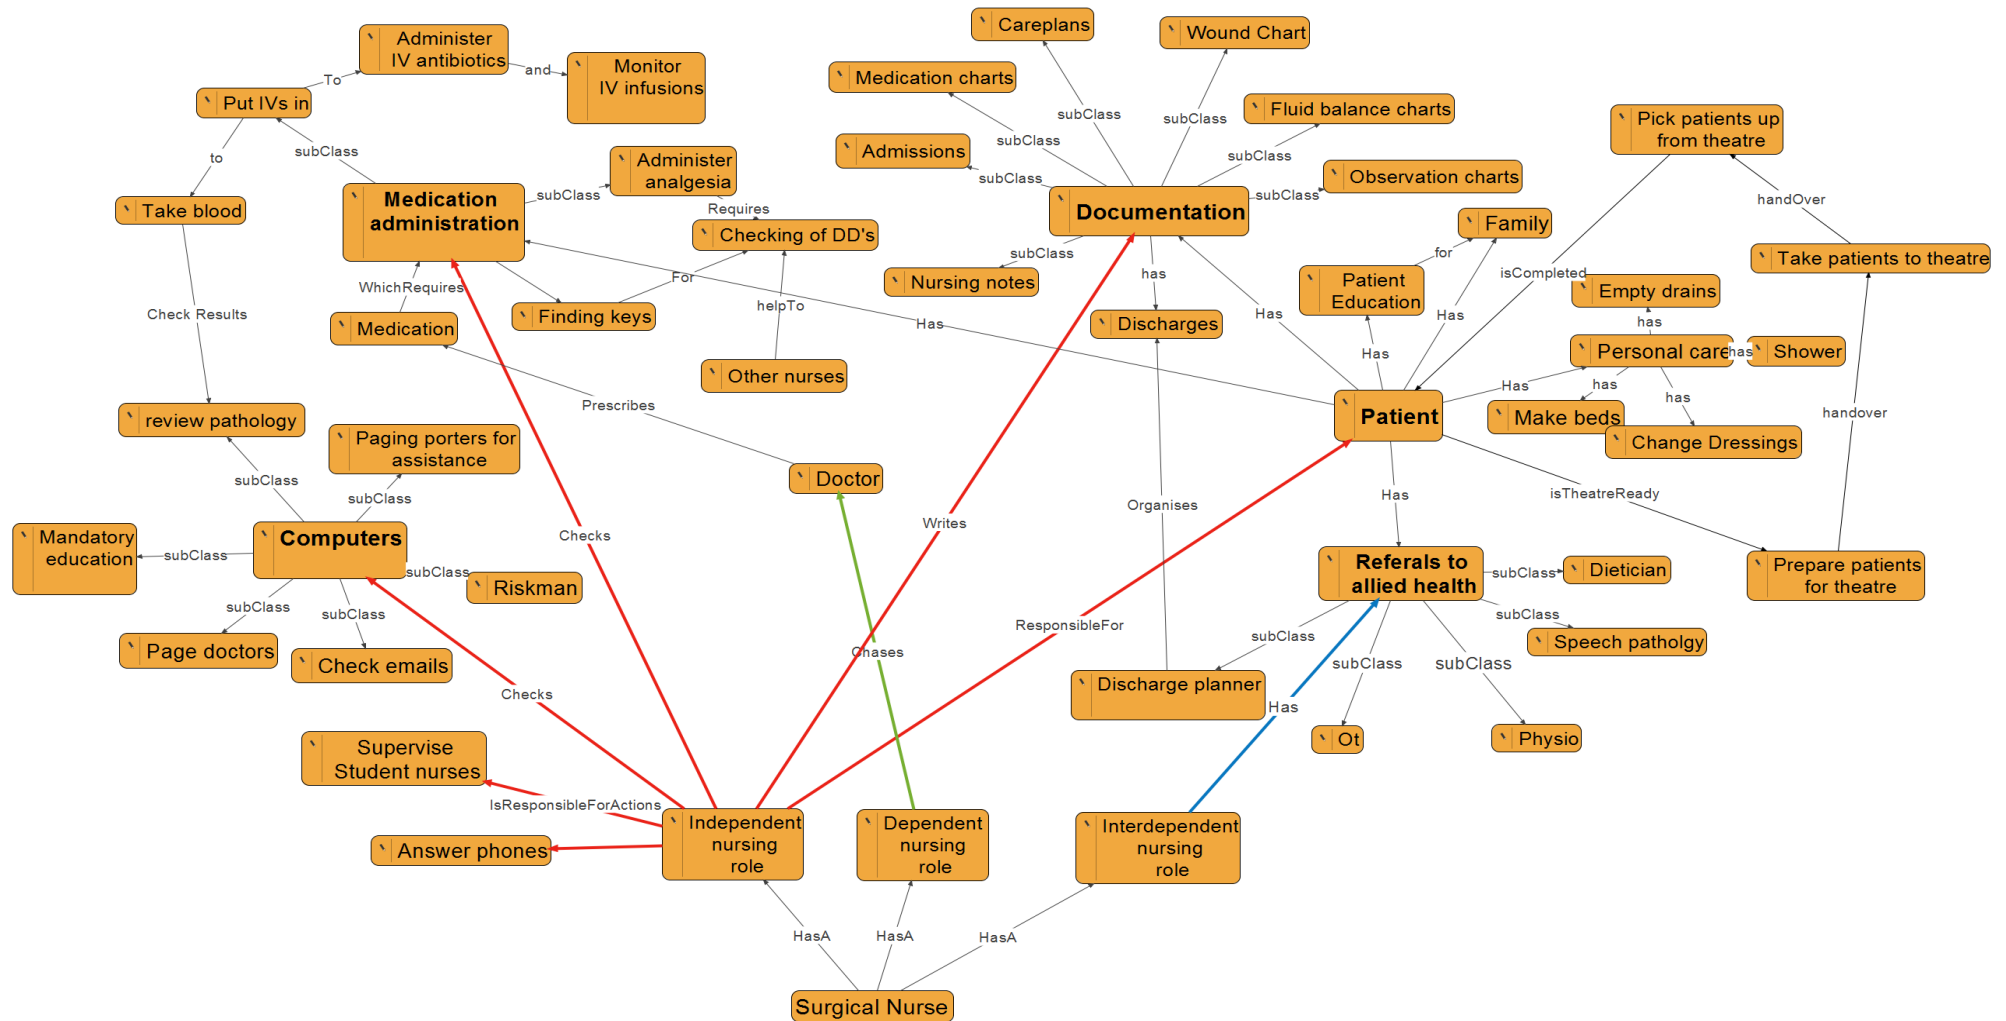 Careplans
Wound Chart
Administer
IV antibiotics
and
Monitor
IV infusions
To
Medication charts
Put IVs in
subClass
subClass
Fluid balance charts
Pick patients up
from theatre
subClass
Admissions
subClass
to
subClass
Administer
analgesia
subClass
Observation charts
subClass
Medication
administration
subClass
handOver
Take blood
Requires
Documentation
Family
Checking of DD's
subClass
for
Take patients to theatre
has
isCompleted
Nursing notes
Patient
Education
Empty drains
For
WhichRequires
helpTo
Check Results
Finding keys
Medication
Has
Discharges
Has
Has
has
Has
Personal care
has
Shower
Other nurses
Has
has
has
Prescribes
Patient
Make beds
handover
review pathology
Change Dressings
Paging porters for
assistance
subClass
Doctor
subClass
Has
isTheatreReady
Organises
Writes
Checks
Computers
Mandatory
education
subClass
subClass
Riskman
Referals to
allied health
subClass
Dietician
Prepare patients
for theatre
subClass
subClass
subClass
Speech patholgy
ResponsibleFor
subClass
Page doctors
Check emails
Chases
subClass
subClass
Discharge planner
Checks
Has
Ot
Physio
Supervise
Student nurses
IsResponsibleForActions
Answer phones
Independent
nursing
role
Dependent
nursing
role
Interdependent
nursing
role
HasA
HasA
HasA
Surgical Nurse